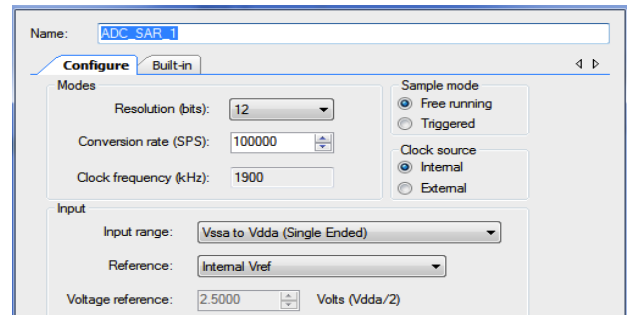 Name: ADC_SAR_1
Configure Built-in
Modes
Resolution (bits): 12
Conversion rate (SPS): 100000
Clock frequency (kHz): 1900
Sample mode
Free running
Triggered
Clock source
Internal
External
Input
Input range: Vssa to Vdda (Single Ended)
Reference: Internal Vref
Voltage reference: 2.5000 Volts (Vdda/2)